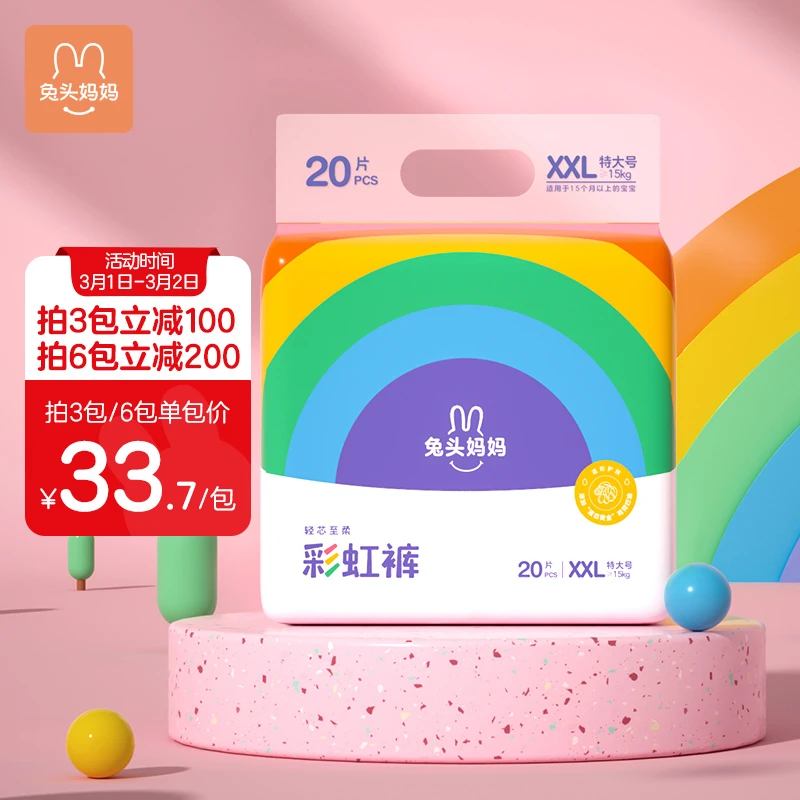 兔头妈妈
20片
PCS
XXL 特大号
≥15kg
适用于15个月以上的宝宝
活动时间
3月1日-3月2日
拍3包立减100
拍6包立减200
拍3包/6包单包价
¥33.7/包
兔头妈妈
轻芯至柔
彩虹裤
20片
PCS
XXL 特大号
≥15kg